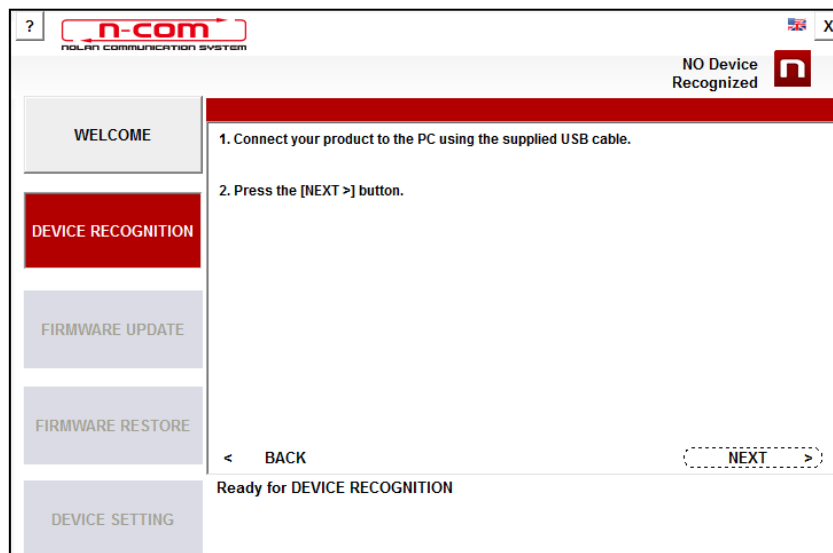 ?
n-com
NOLAN COMMUNICATION SYSTEM
X
NO Device
Recognized
n
WELCOME
1. Connect your product to the PC using the supplied USB cable.
2. Press the [NEXT >] button.
DEVICE RECOGNITION
FIRMWARE UPDATE
FIRMWARE RESTORE
< BACK
NEXT >
Ready for DEVICE RECOGNITION
DEVICE SETTING